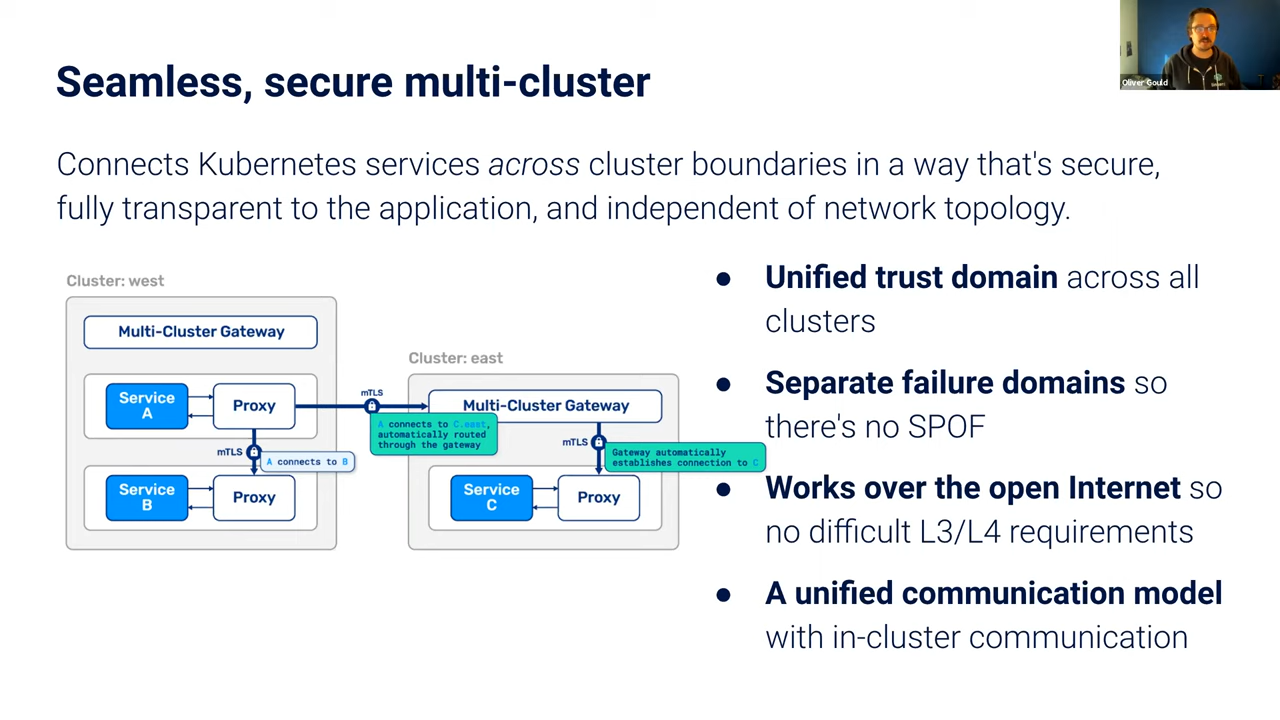 Oliver Gould
Seamless, secure multi-cluster
Connects Kubernetes services across cluster boundaries in a way that's secure,
fully transparent to the application, and independent of network topology.
Cluster: west
Multi-Cluster Gateway
Service
A
Proxy
mTLS
A connects to B
Service
B
Proxy
mTLS
A connects to C.east,
automatically routed
through the gateway
Cluster: east
Multi-Cluster Gateway
mTLS
Gateway automatically
establishes connection to C
Service
C
Proxy
● Unified trust domain across all
clusters
● Separate failure domains so
there's no SPOF
● Works over the open Internet so
no difficult L3/L4 requirements
● A unified communication model
with in-cluster communication